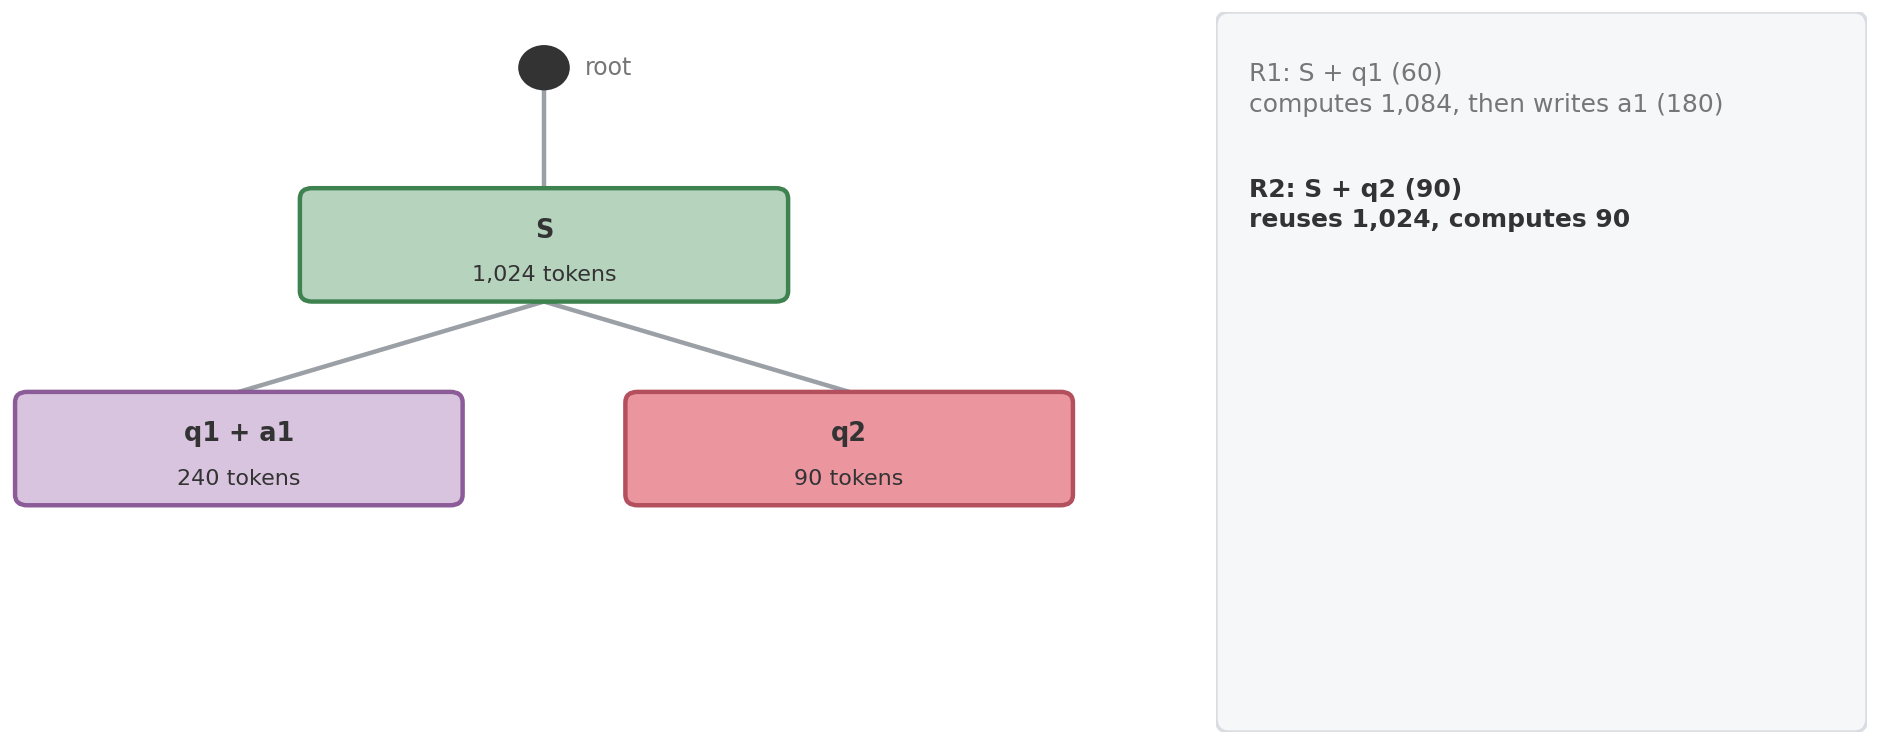 root
S
1,024 tokens
q1 + a1
240 tokens
q2
90 tokens
R1: S + q1 (60)
computes 1,084, then writes a1 (180)
R2: S + q2 (90)
reuses 1,024, computes 90